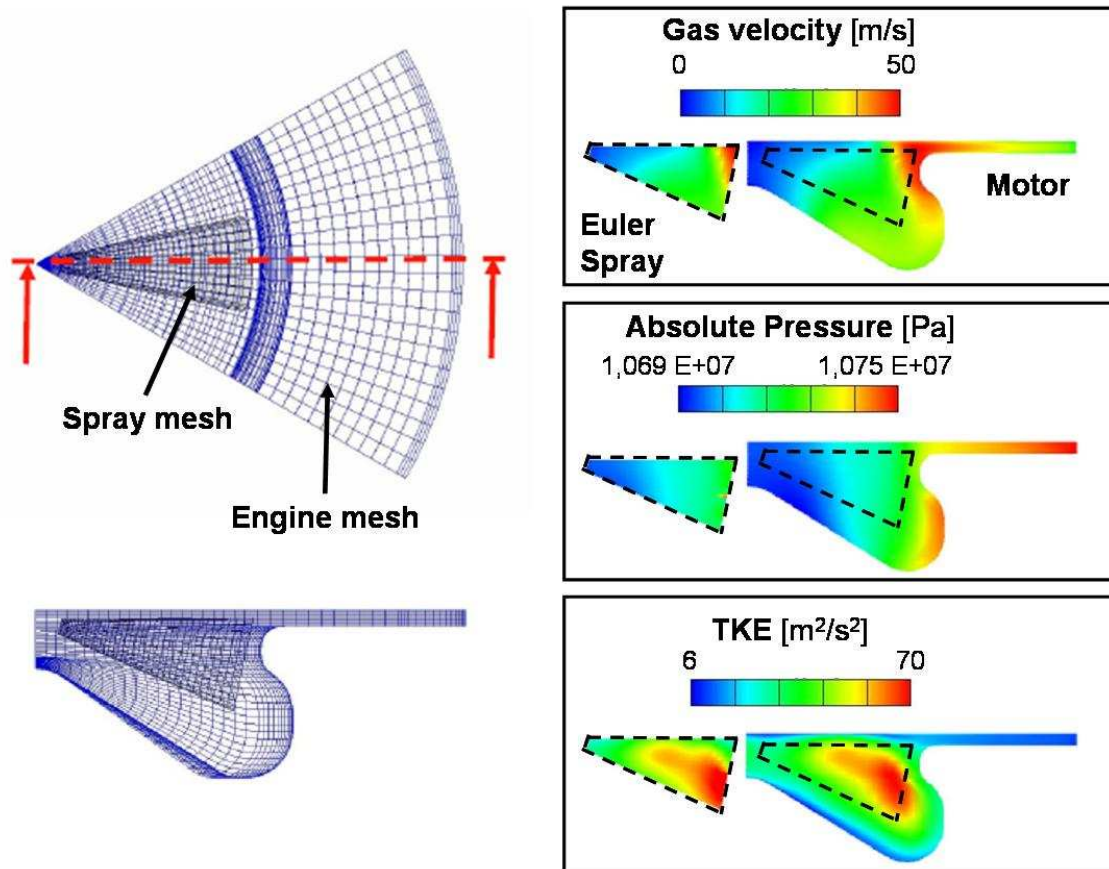 Spray mesh
Engine mesh
Gas velocity [m/s]
0 50
Euler
Spray
Motor
Absolute Pressure [Pa]
1,069 E+07 1,075 E+07
TKE [m²/s²]
6 70